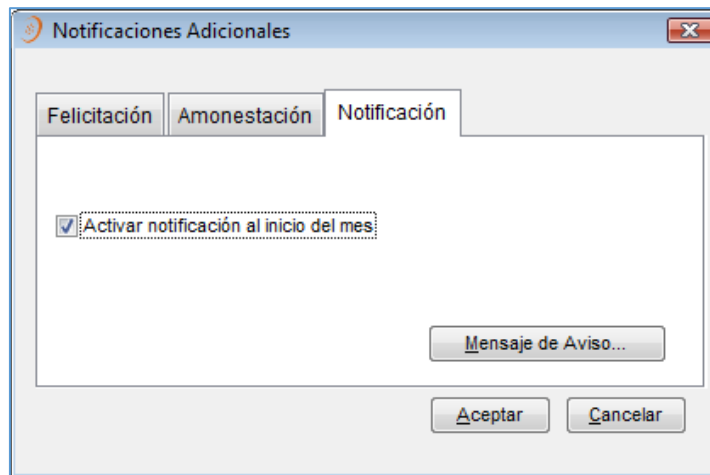 Notificaciones Adicionales
Felicitación Amonestación Notificación
Activar notificación al inicio del mes
Mensaje de Aviso...
Aceptar Cancelar